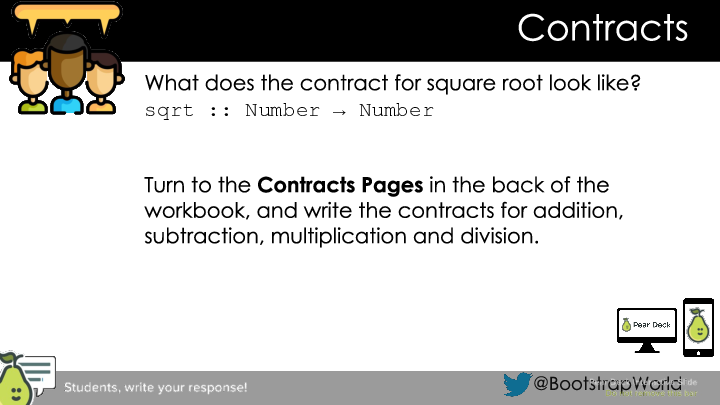 Contracts
What does the contract for square root look like?
sqrt :: Number → Number
Turn to the Contracts Pages in the back of the
workbook, and write the contracts for addition,
subtraction, multiplication and division.
Pear Deck
Students, write your response!
@BootstrapWorld